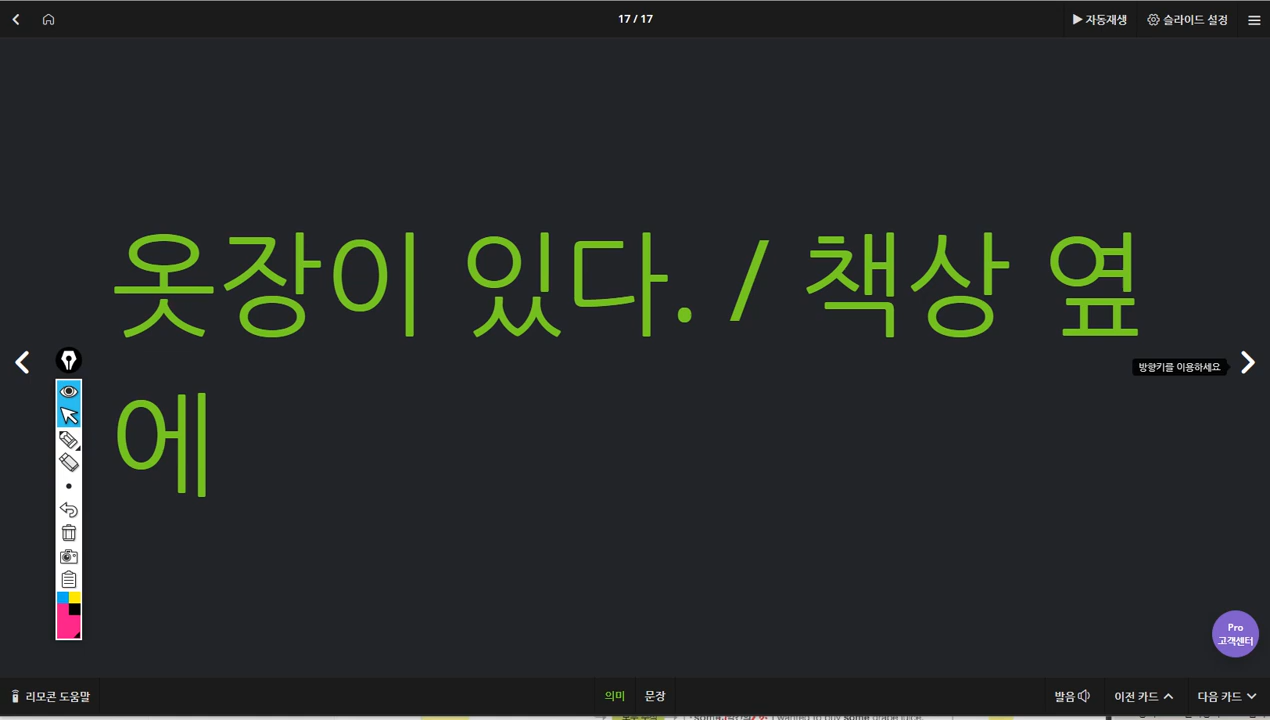 17 / 17
자동재생
슬라이드 설정
옷장이 있다. / 책상 옆
에
방향키를 이용하세요
Pro
고객센터
리모콘 도움말
의미
문장
발음
이전 카드
다음 카드